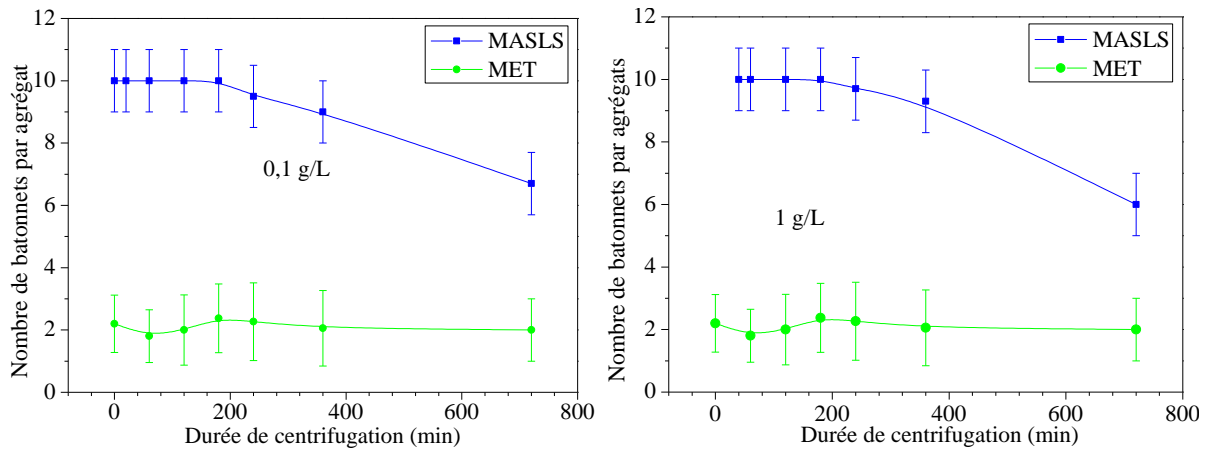 12
10
8
6
4
2
0
Nombre de batonnets par agrégat
MASLS
MET
0,1 g/L
0
200
400
600
800
Durée de centrifugation (min)
12
10
8
6
4
2
0
Nombre de batonnets par agrégats
MASLS
MET
1 g/L
0
200
400
600
800
Durée de centrifugation (min)